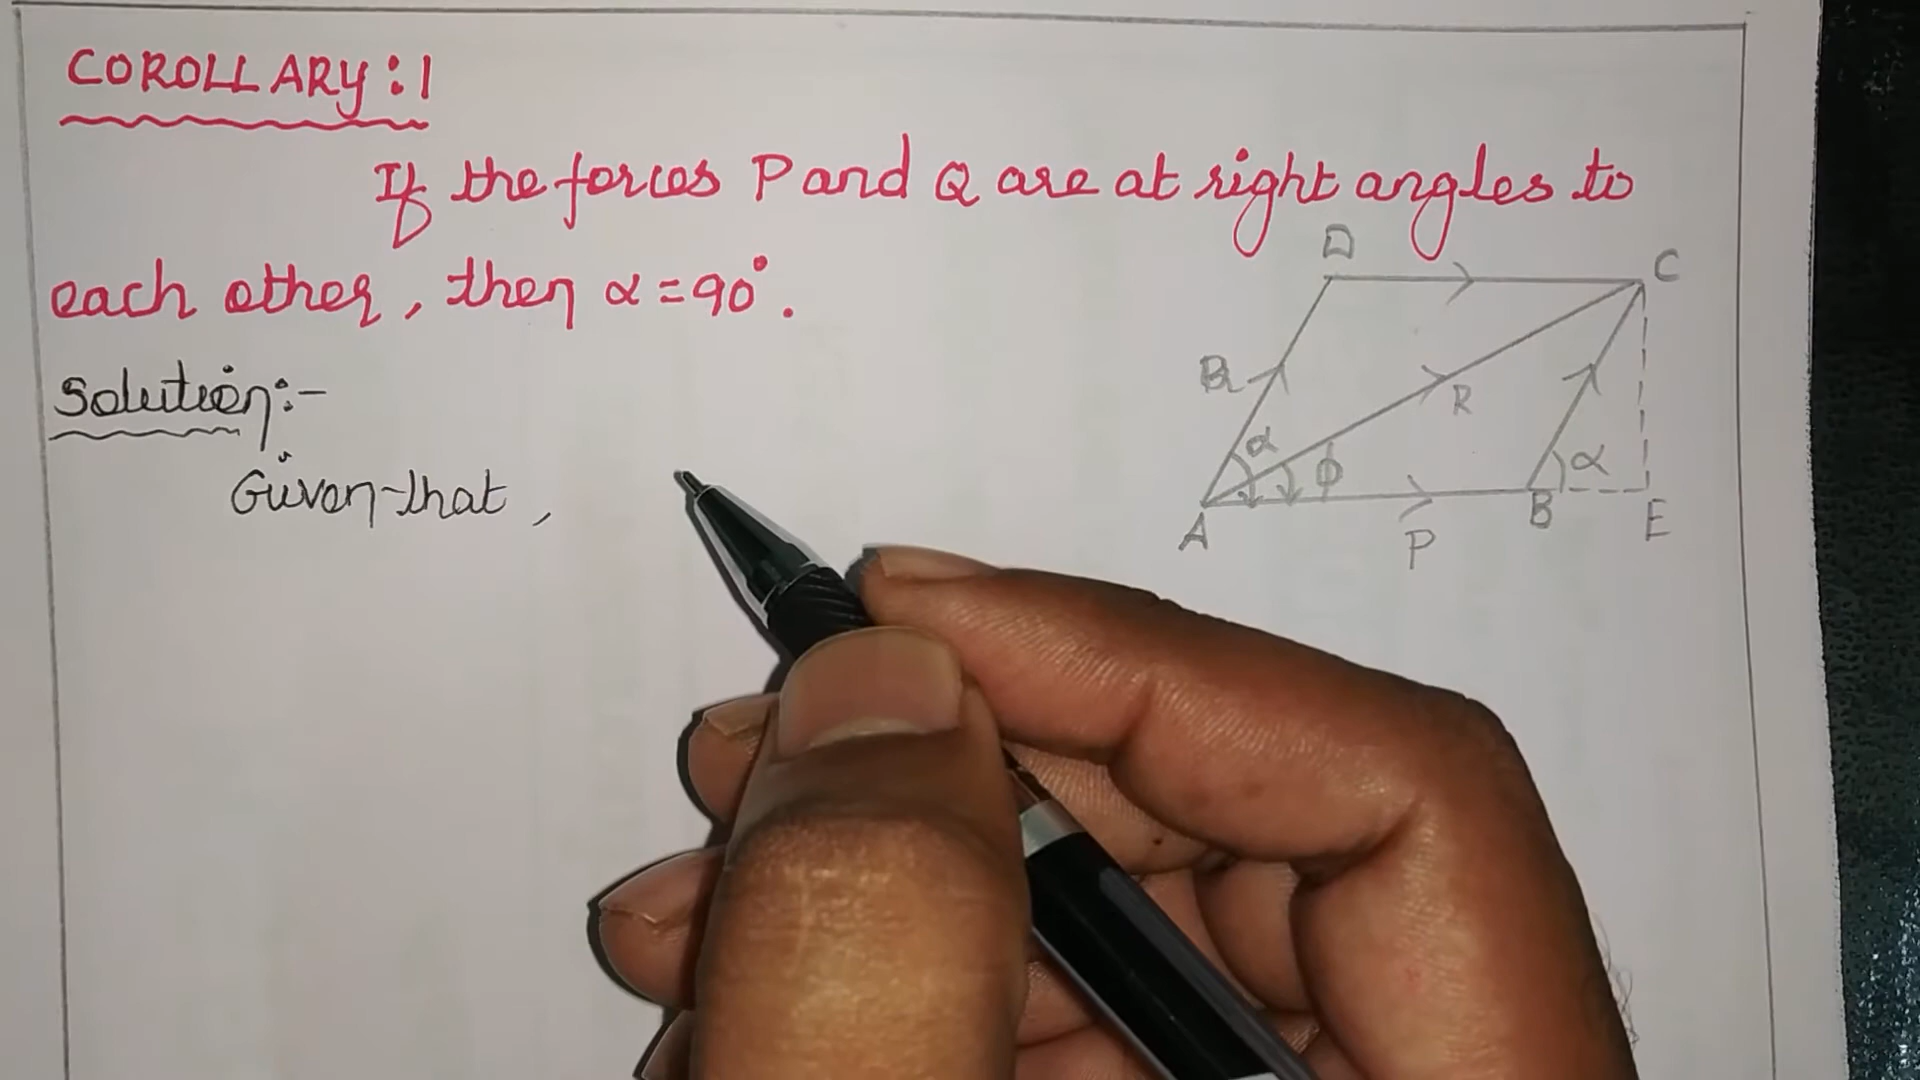 COROLLARY:1
If the forces P and Q are at right angles to
each other, then α=90°.
Solution:-
Given that,
D
C
Q
R
α
ϕ
α
A
P
B
E